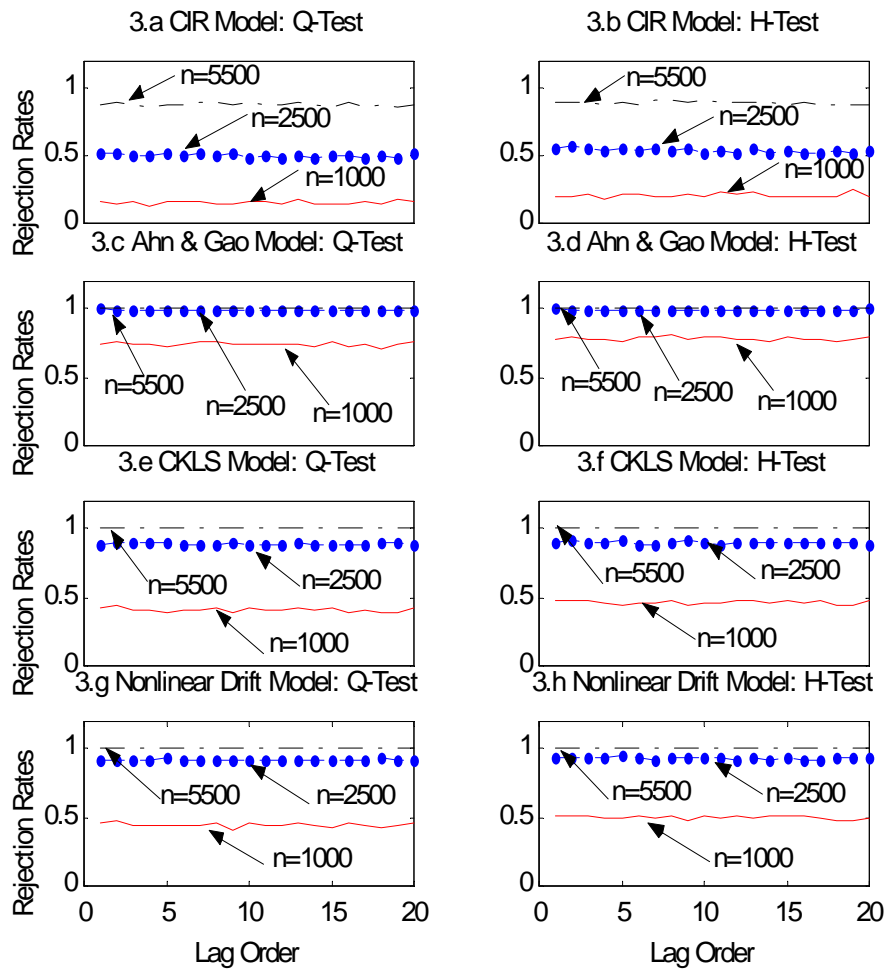 3.a CIR Model: Q-Test
3.b CIR Model: H-Test
Rejection Rates
1
0.5
0
n=5500
n=2500
n=1000
1
0.5
0
n=5500
n=2500
n=1000
3.c Ahn & Gao Model: Q-Test
3.d Ahn & Gao Model: H-Test
Rejection Rates
1
0.5
0
n=5500
n=2500
n=1000
1
0.5
0
n=5500
n=2500
n=1000
3.e CKLS Model: Q-Test
3.f CKLS Model: H-Test
Rejection Rates
1
0.5
0
n=5500
n=2500
n=1000
1
0.5
0
n=5500
n=2500
n=1000
3.g Nonlinear Drift Model: Q-Test
3.h Nonlinear Drift Model: H-Test
Rejection Rates
1
0.5
0
n=5500
n=2500
n=1000
0 5 10 15 20
Lag Order
1
0.5
0
n=5500
n=2500
n=1000
0 5 10 15 20
Lag Order